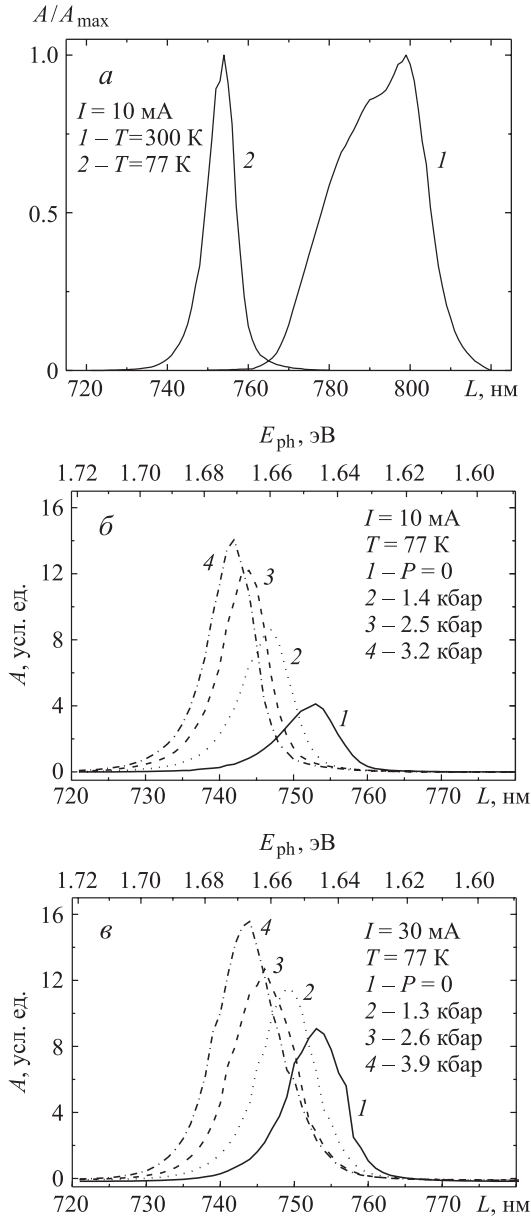 A/A_max
а
I = 10 мА
1 – T = 300 К
2 – T = 77 К
2
1
1.0
0.5
0
720 740 760 780 800 L, нм
E_ph, эВ
1.72 1.70 1.68 1.66 1.64 1.62 1.60
16
12
8
4
0
A, усл. ед.
б
I = 10 мА
T = 77 К
1 – P = 0
2 – 1.4 кбар
3 – 2.5 кбар
4 – 3.2 кбар
4
3
2
1
720 730 740 750 760 770 L, нм
E_ph, эВ
1.72 1.70 1.68 1.66 1.64 1.62 1.60
16
12
8
4
0
A, усл. ед.
в
I = 30 мА
T = 77 К
1 – P = 0
2 – 1.3 кбар
3 – 2.6 кбар
4 – 3.9 кбар
4
3
2
1
720 730 740 750 760 770 L, нм